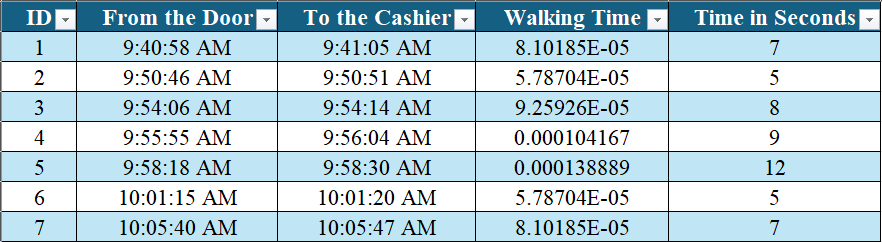 ID From the Door To the Cashier Walking Time Time in Seconds
1 9:40:58 AM 9:41:05 AM 8.10185E-05 7
2 9:50:46 AM 9:50:51 AM 5.78704E-05 5
3 9:54:06 AM 9:54:14 AM 9.25926E-05 8
4 9:55:55 AM 9:56:04 AM 0.000104167 9
5 9:58:18 AM 9:58:30 AM 0.000138889 12
6 10:01:15 AM 10:01:20 AM 5.78704E-05 5
7 10:05:40 AM 10:05:47 AM 8.10185E-05 7